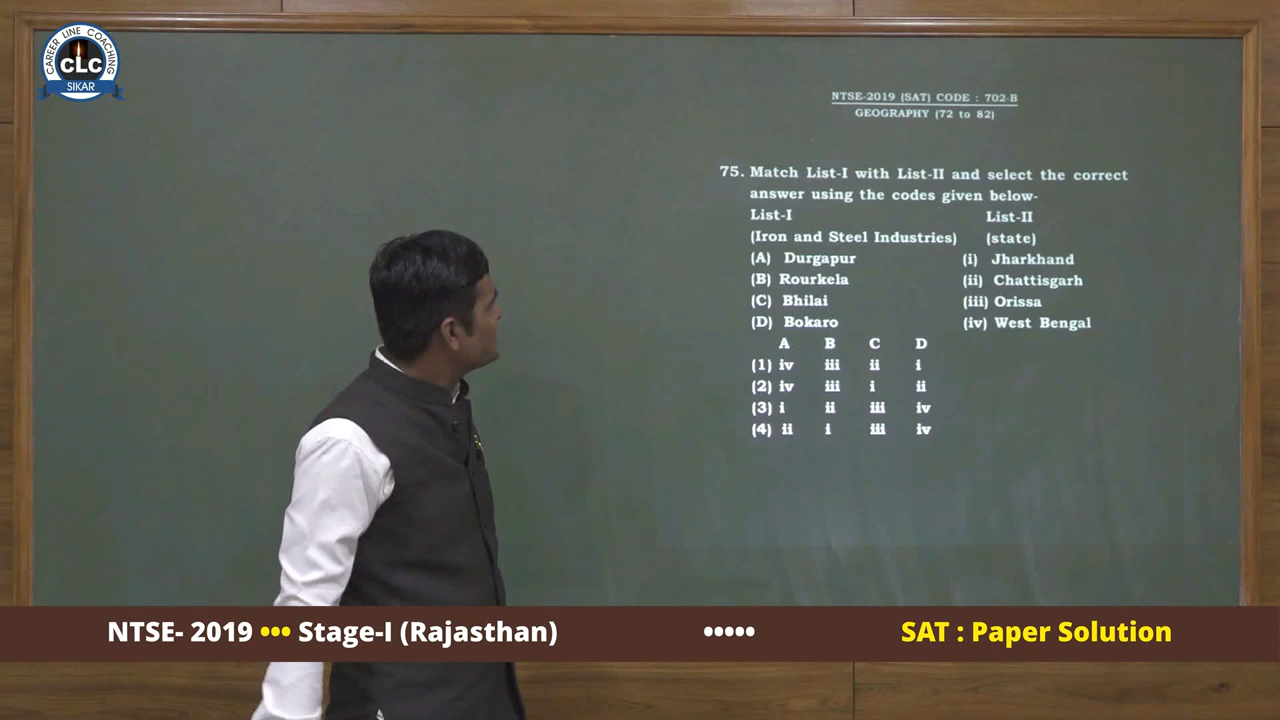 CAREER LINE COACHING
CLC
SIKAR
NTSE-2019 (SAT) CODE : 702-B
GEOGRAPHY (72 to 82)
75. Match List-I with List-II and select the correct
answer using the codes given below-
List-I List-II
(Iron and Steel Industries) (state)
(A) Durgapur (i) Jharkhand
(B) Rourkela (ii) Chattisgarh
(C) Bhilai (iii) Orissa
(D) Bokaro (iv) West Bengal
A B C D
(1) iv iii ii i
(2) iv iii i ii
(3) i ii iii iv
(4) ii i iii iv
NTSE- 2019 ••• Stage-I (Rajasthan) ••••• SAT : Paper Solution